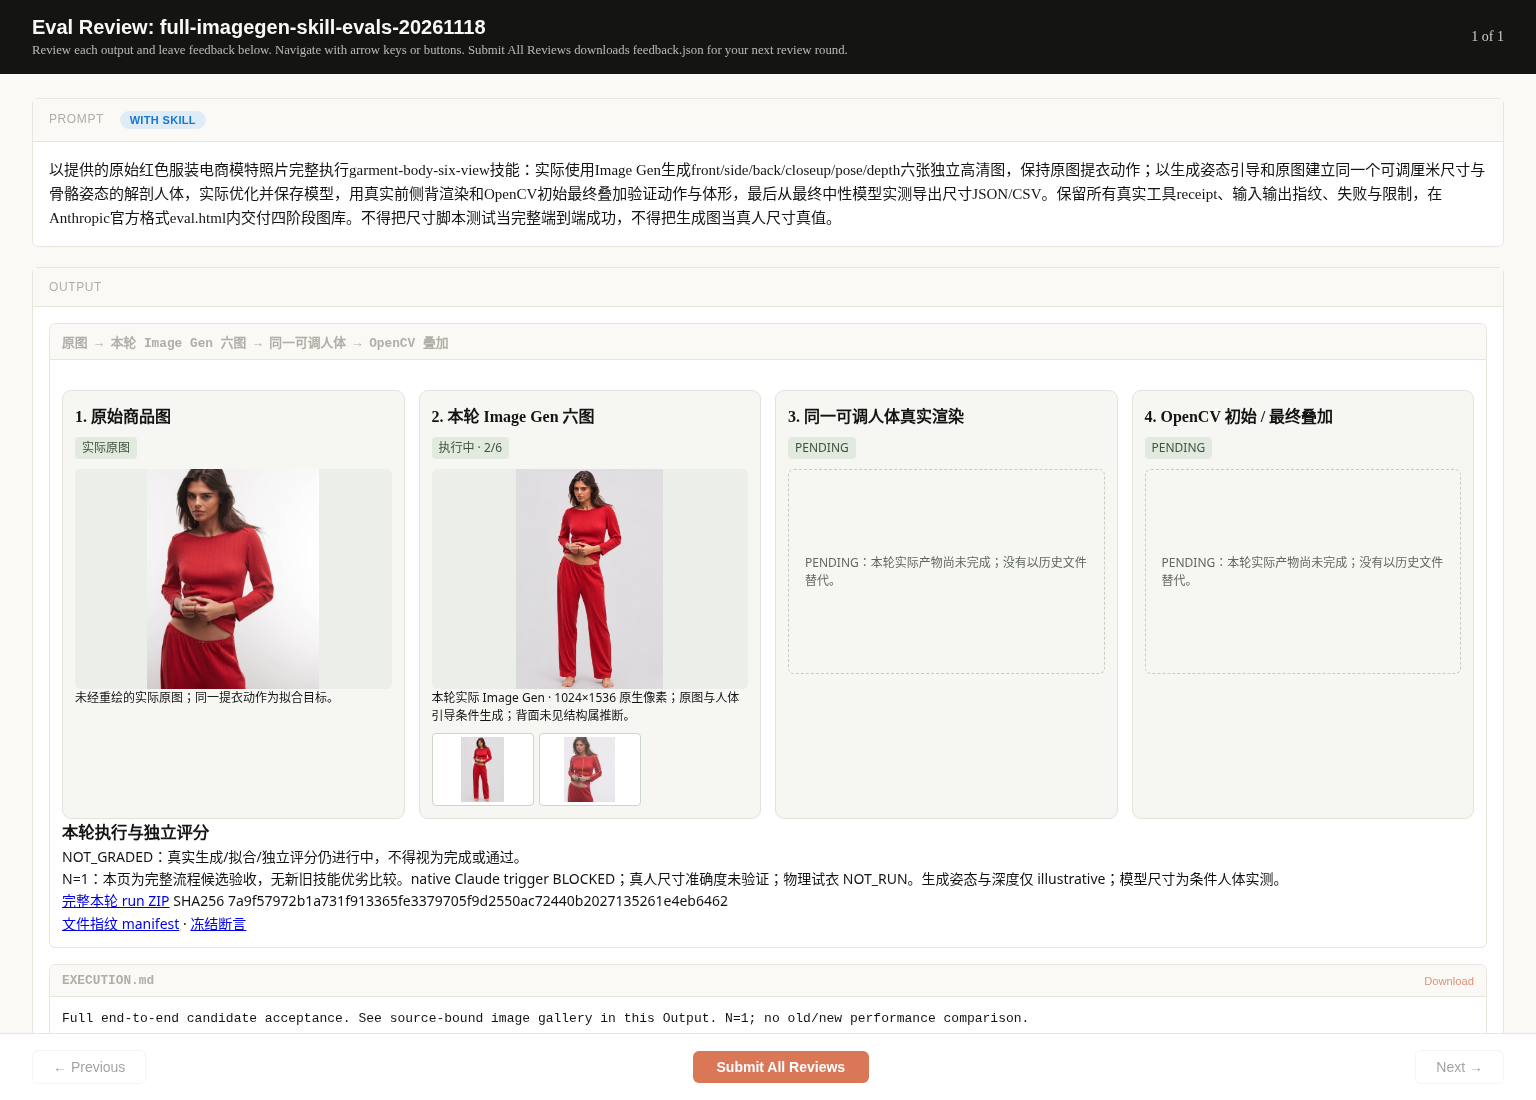 Eval Review: full-imagegen-skill-evals-20261118
Review each output and leave feedback below. Navigate with arrow keys or buttons. Submit All Reviews downloads feedback.json for your next review round.
1 of 1
PROMPT
WITH SKILL
以提供的原始红色服装电商模特照片完整执行garment-body-six-view技能：实际使用Image Gen生成front/side/back/closeup/pose/depth六张独立高清图，保持原图提衣动作；以生成姿态引导和原图建立同一个可调厘米尺寸与
骨骼姿态的解剖人体，实际优化并保存模型，用真实前侧背渲染和OpenCV初始最终叠加验证动作与体形，最后从最终中性模型实测导出尺寸JSON/CSV。保留所有真实工具receipt、输入输出指纹、失败与限制，在
Anthropic官方格式eval.html内交付四阶段图库。不得把尺寸脚本测试当完整端到端成功，不得把生成图当真人尺寸真值。
OUTPUT
原图 → 本轮 Image Gen 六图 → 同一可调人体 → OpenCV 叠加
1. 原始商品图
实际原图
未经重绘的实际原图；同一提衣动作为拟合目标。
2. 本轮 Image Gen 六图
执行中 · 2/6
本轮实际 Image Gen · 1024×1536 原生像素；原图与人体
引导条件生成；背面未见结构属推断。
3. 同一可调人体真实渲染
PENDING
PENDING：本轮实际产物尚未完成；没有以历史文件
替代。
4. OpenCV 初始 / 最终叠加
PENDING
PENDING：本轮实际产物尚未完成；没有以历史文件
替代。
本轮执行与独立评分
NOT_GRADED：真实生成/拟合/独立评分仍进行中，不得视为完成或通过。
N=1：本页为完整流程候选验收，无新旧技能优劣比较。native Claude trigger BLOCKED；真人尺寸准确度未验证；物理试衣 NOT_RUN。生成姿态与深度仅 illustrative；模型尺寸为条件人体实测。
完整本轮 run ZIP SHA256 7a9f57972b1a731f913365fe3379705f9d2550ac72440b2027135261e4eb6462
文件指纹 manifest · 冻结断言
EXECUTION.md
Download
Full end-to-end candidate acceptance. See source-bound image gallery in this Output. N=1; no old/new performance comparison.
← Previous
Submit All Reviews
Next →